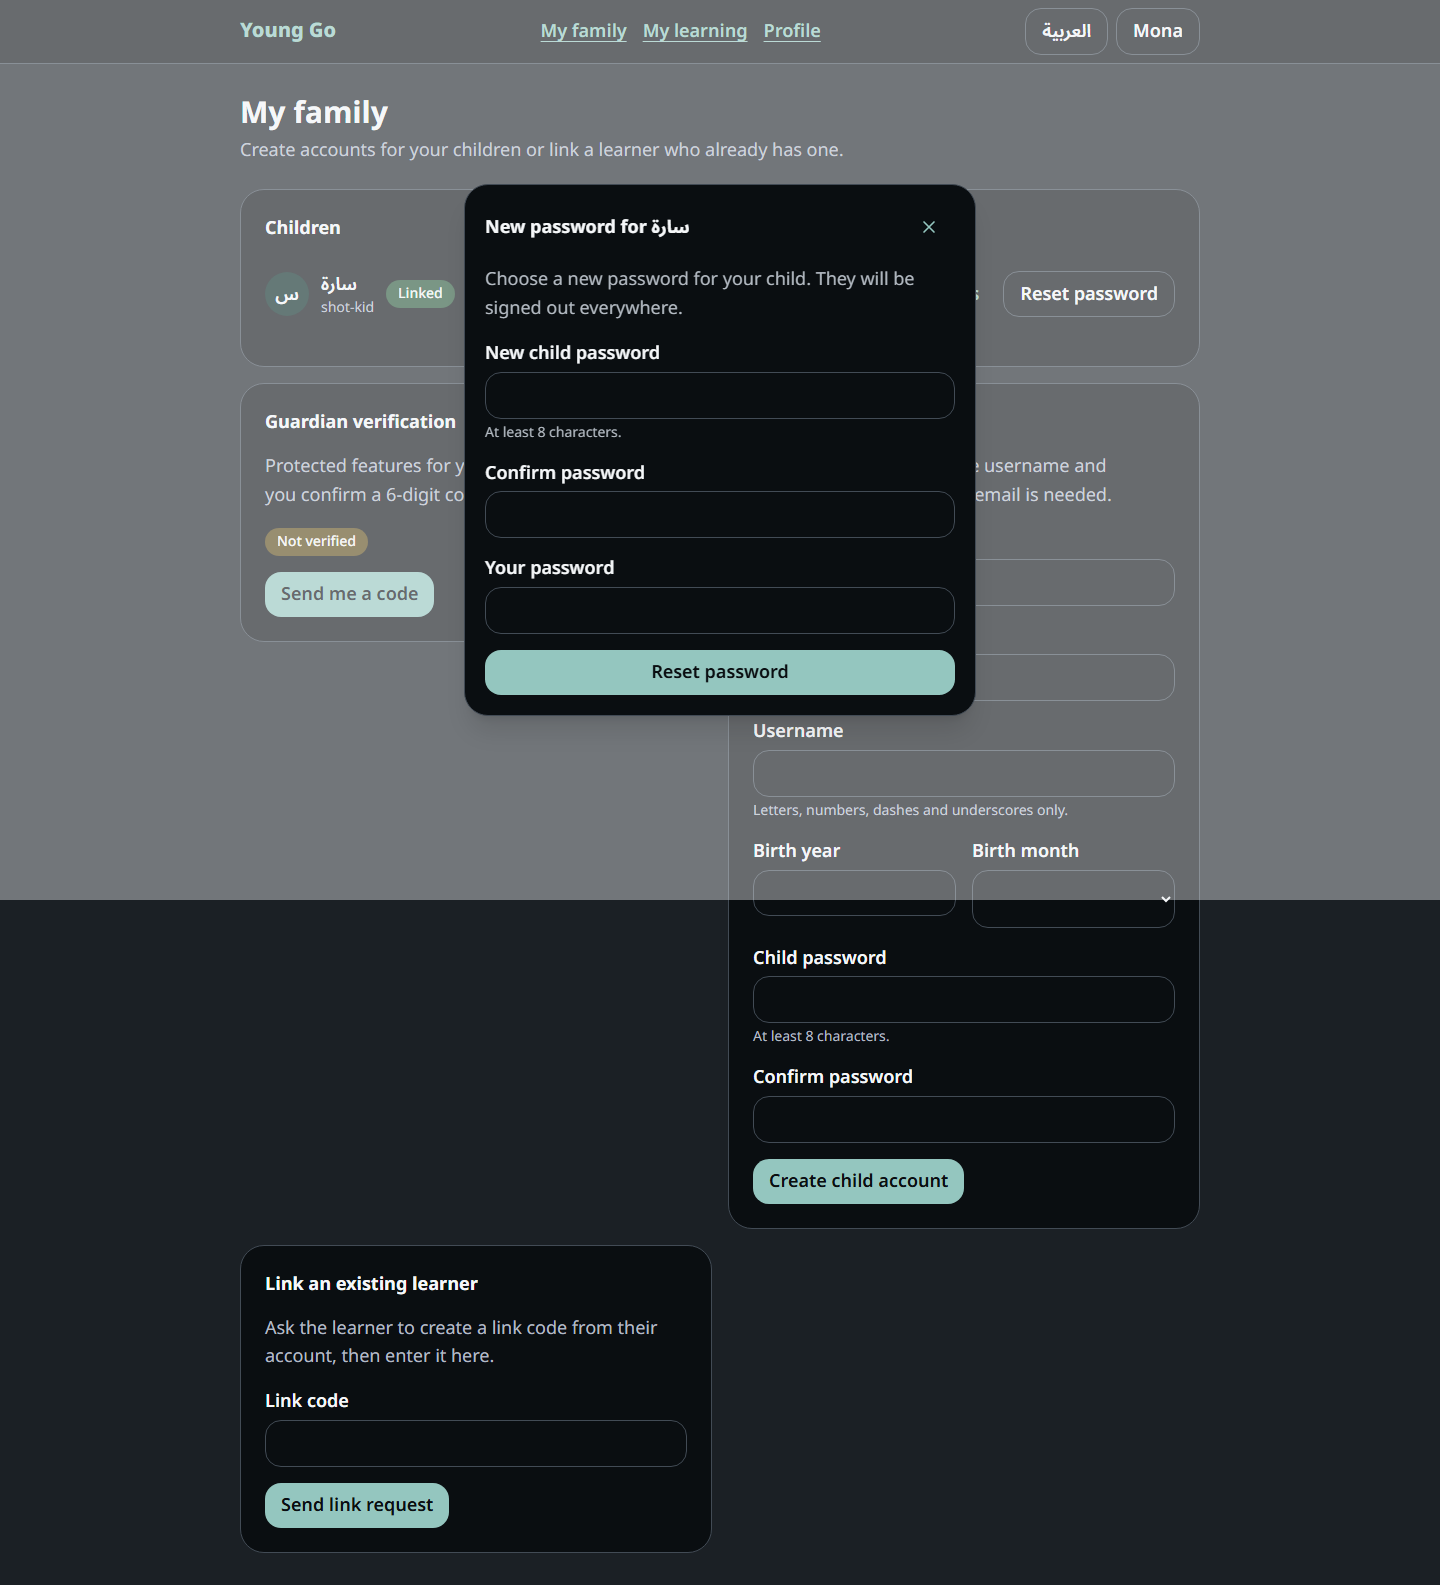 Young Go
My family My learning Profile
العربية
Mona
My family
Create accounts for your children or link a learner who already has one.
Children
س
سارة
shot-kid
Linked
Reset password
New password for سارة
Choose a new password for your child. They will be
signed out everywhere.
New child password
At least 8 characters.
Confirm password
Your password
Reset password
Guardian verification
Protected features for
you confirm a 6-digit
Not verified
Send me a code
username and
email is needed.
Username
Letters, numbers, dashes and underscores only.
Birth year
Birth month
Child password
At least 8 characters.
Confirm password
Create child account
Link an existing learner
Ask the learner to create a link code from their
account, then enter it here.
Link code
Send link request